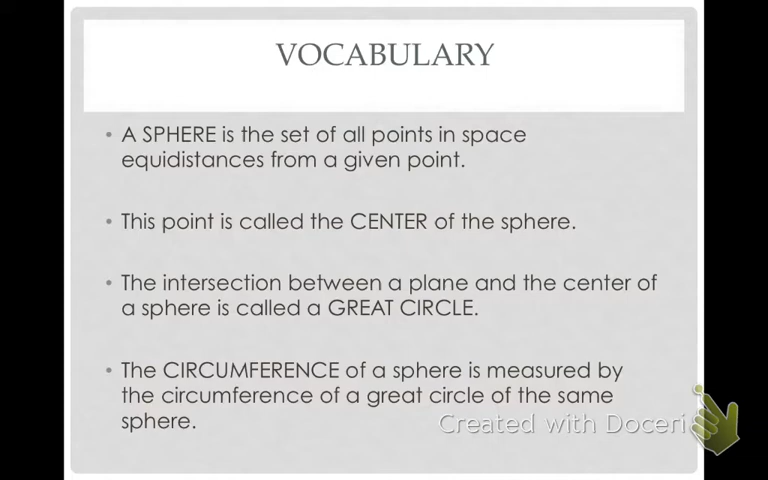 VOCABULARY
• A SPHERE is the set of all points in space
equidistances from a given point.
• This point is called the CENTER of the sphere.
• The intersection between a plane and the center of
a sphere is called a GREAT CIRCLE.
• The CIRCUMFERENCE of a sphere is measured by
the circumference of a great circle of the same
sphere.
Created with Doceri